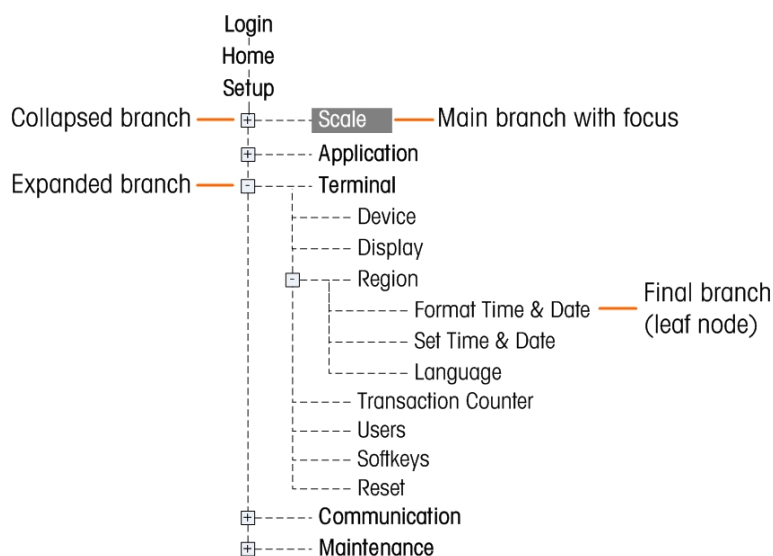 Login
Home
Setup
Collapsed branch
Scale
Main branch with focus
Application
Expanded branch
Terminal
Device
Display
Region
Format Time & Date
Final branch
(leaf node)
Set Time & Date
Language
Transaction Counter
Users
Softkeys
Reset
Communication
Maintenance